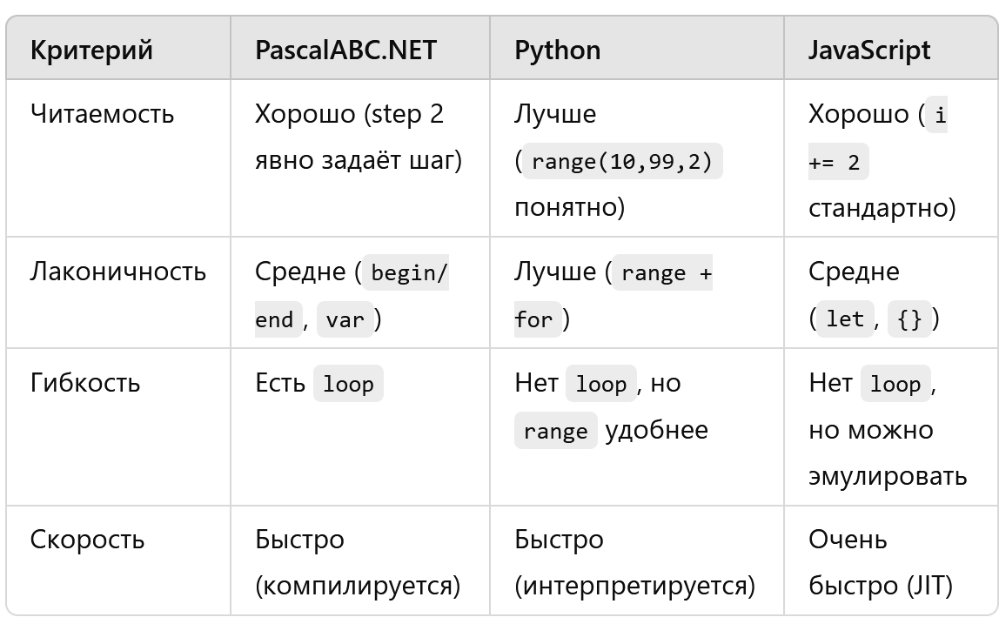 Критерий PascalABC.NET Python JavaScript
Читаемость Хорошо (step 2 Лучше Хорошо ( i
явно задаёт шаг) ( range(10,99,2) += 2
понятно) стандартно)
Лаконичность Средне ( begin/ Лучше ( range + Средне
end , var ) for ) ( let , {} )
Гибкость Есть loop Нет loop , но Нет loop ,
range удобнее но можно
эмулировать
Скорость Быстро Быстро Очень
(компилируется) (интерпретируется) быстро (JIT)